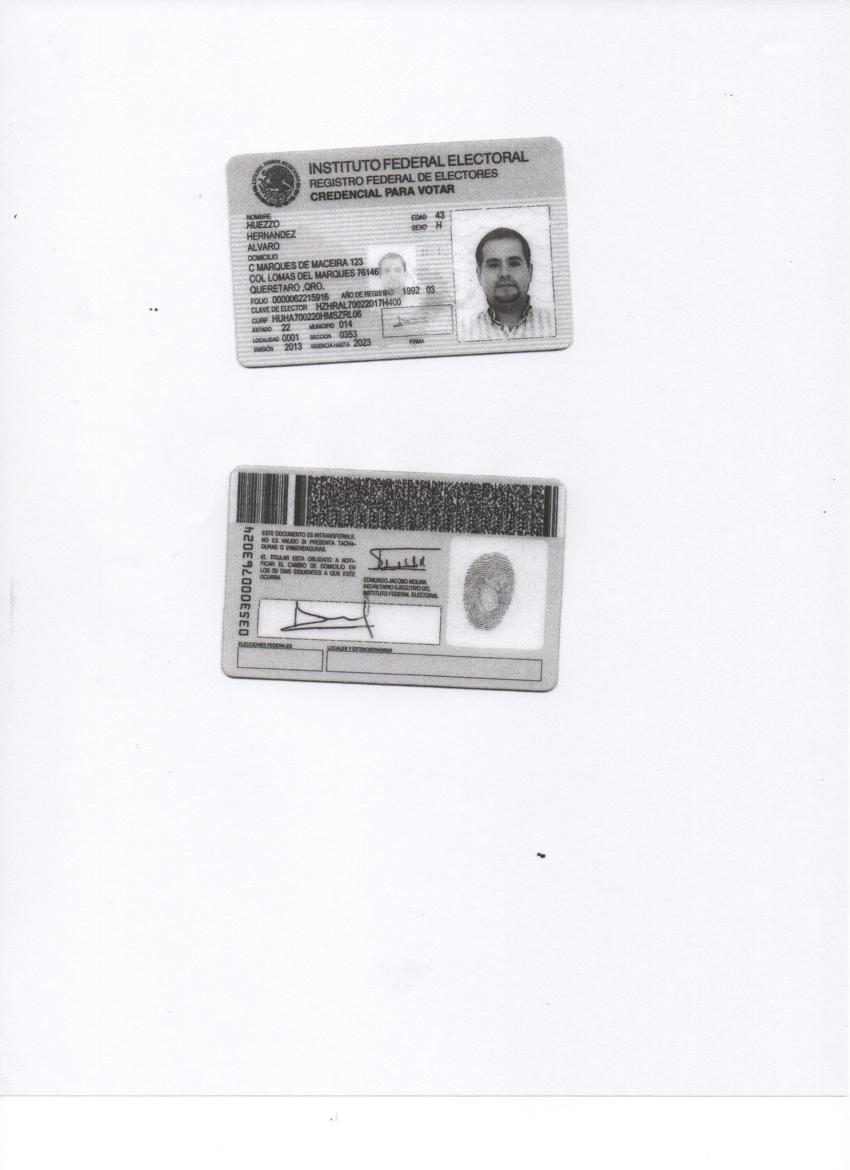 INSTITUTO FEDERAL ELECTORAL
REGISTRO FEDERAL DE ELECTORES
CREDENCIAL PARA VOTAR
NOMBRE
HUEZZO
HERNANDEZ
ALVARO
EDAD 43
SEXO H
DOMICILIO
C MARQUES DE MACEIRA 123
COL LOMAS DEL MARQUES 76146
QUERETARO ,QRO.
FOLIO 0000062215916 AÑO DE REGISTRO 1992 03
CLAVE DE ELECTOR HZHRAL70022017H400
CURP HUHA700220HMSZRL06
ESTADO 22 MUNICIPIO 014
LOCALIDAD 0001 SECCION 0353
EMISIÓN 2013 VIGENCIA HASTA 2023
FIRMA
0353000763024
ESTE DOCUMENTO ES INTRANSFERIBLE,
NO ES VALIDO SI PRESENTA TACHA-
DURAS O ENMENDADURAS.
EL TITULAR ESTA OBLIGADO A NOTI-
FICAR EL CAMBIO DE DOMICILIO EN
LOS 30 DIAS SIGUIENTES A QUE ESTE
OCURRA.
EDMUNDO JACOBO MOLINA
SECRETARIO EJECUTIVO DEL
INSTITUTO FEDERAL ELECTORAL
ELECCIONES FEDERALES
LOCALES Y EXTRAORDINARIAS